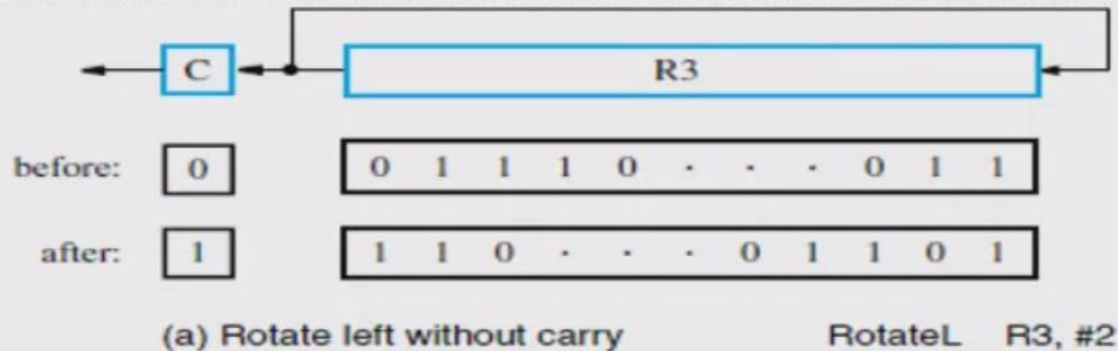 C R3
before: 0 0 1 1 1 0 · · · 0 1 1
after: 1 1 1 0 · · · 0 1 1 0 1
(a) Rotate left without carry RotateL R3, #2